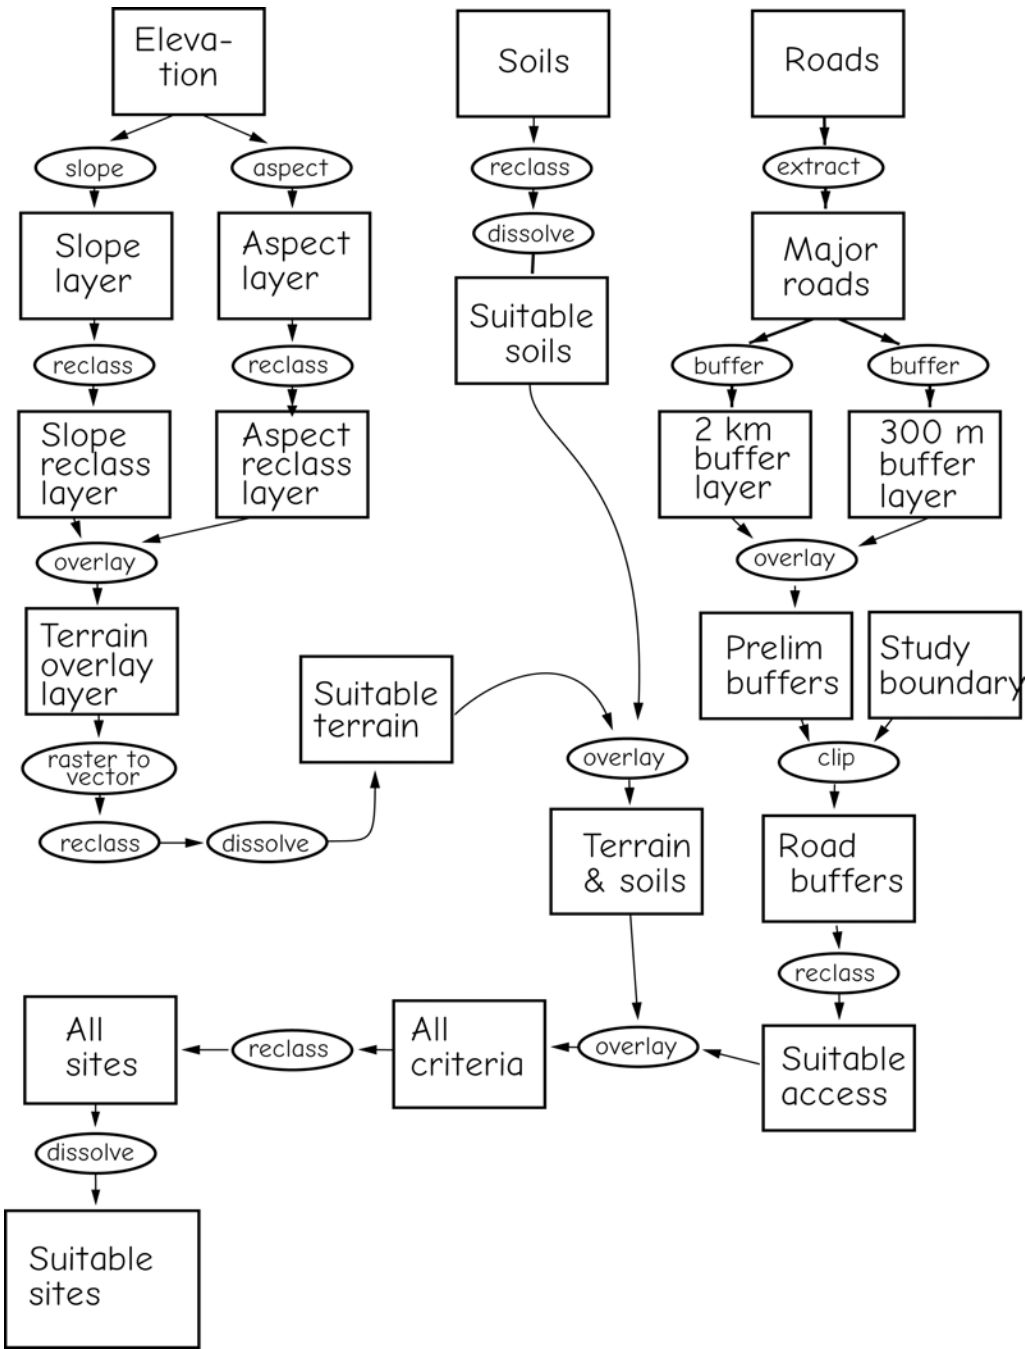 Eleva-
tion
Soils
Roads
slope
aspect
reclass
extract
dissolve
Slope
layer
Aspect
layer
Major
roads
Suitable
soils
reclass
reclass
buffer
buffer
Slope
reclass
layer
Aspect
reclass
layer
2 km
buffer
layer
300 m
buffer
layer
overlay
overlay
Terrain
overlay
layer
Prelim
buffers
Study
boundary
Suitable
terrain
raster to
vector
overlay
clip
reclass
dissolve
Terrain
& soils
Road
buffers
reclass
All
sites
reclass
All
criteria
overlay
Suitable
access
dissolve
Suitable
sites